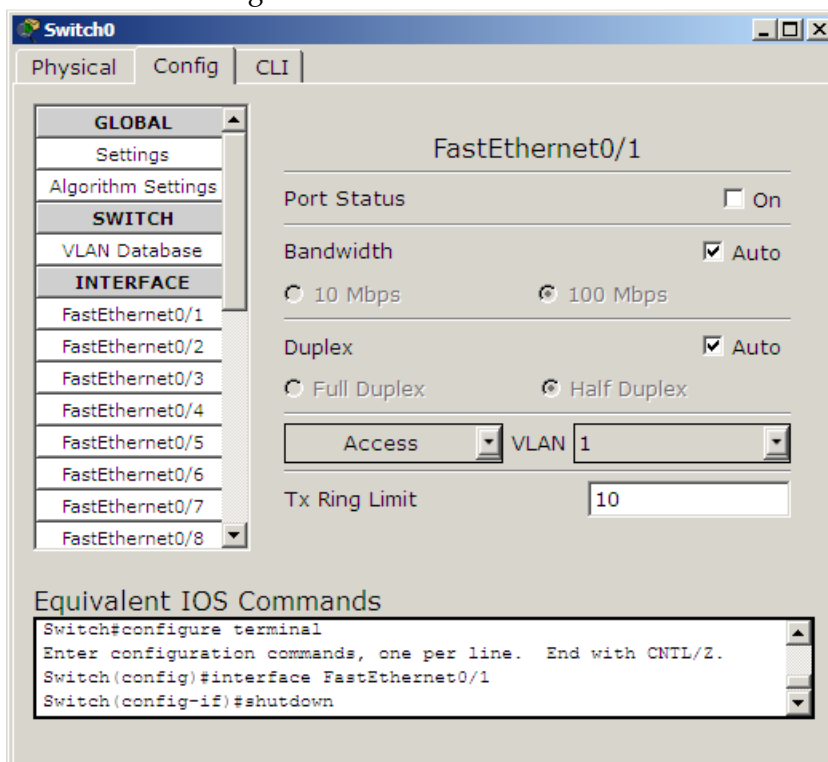 Switch0
Physical Config CLI
GLOBAL
Settings
Algorithm Settings
SWITCH
VLAN Database
INTERFACE
FastEthernet0/1
FastEthernet0/2
FastEthernet0/3
FastEthernet0/4
FastEthernet0/5
FastEthernet0/6
FastEthernet0/7
FastEthernet0/8
FastEthernet0/1
Port Status On
Bandwidth Auto
10 Mbps 100 Mbps
Duplex Auto
Full Duplex Half Duplex
Access VLAN 1
Tx Ring Limit 10
Equivalent IOS Commands
Switch#configure terminal
Enter configuration commands, one per line. End with CNTL/Z.
Switch(config)#interface FastEthernet0/1
Switch(config-if)#shutdown